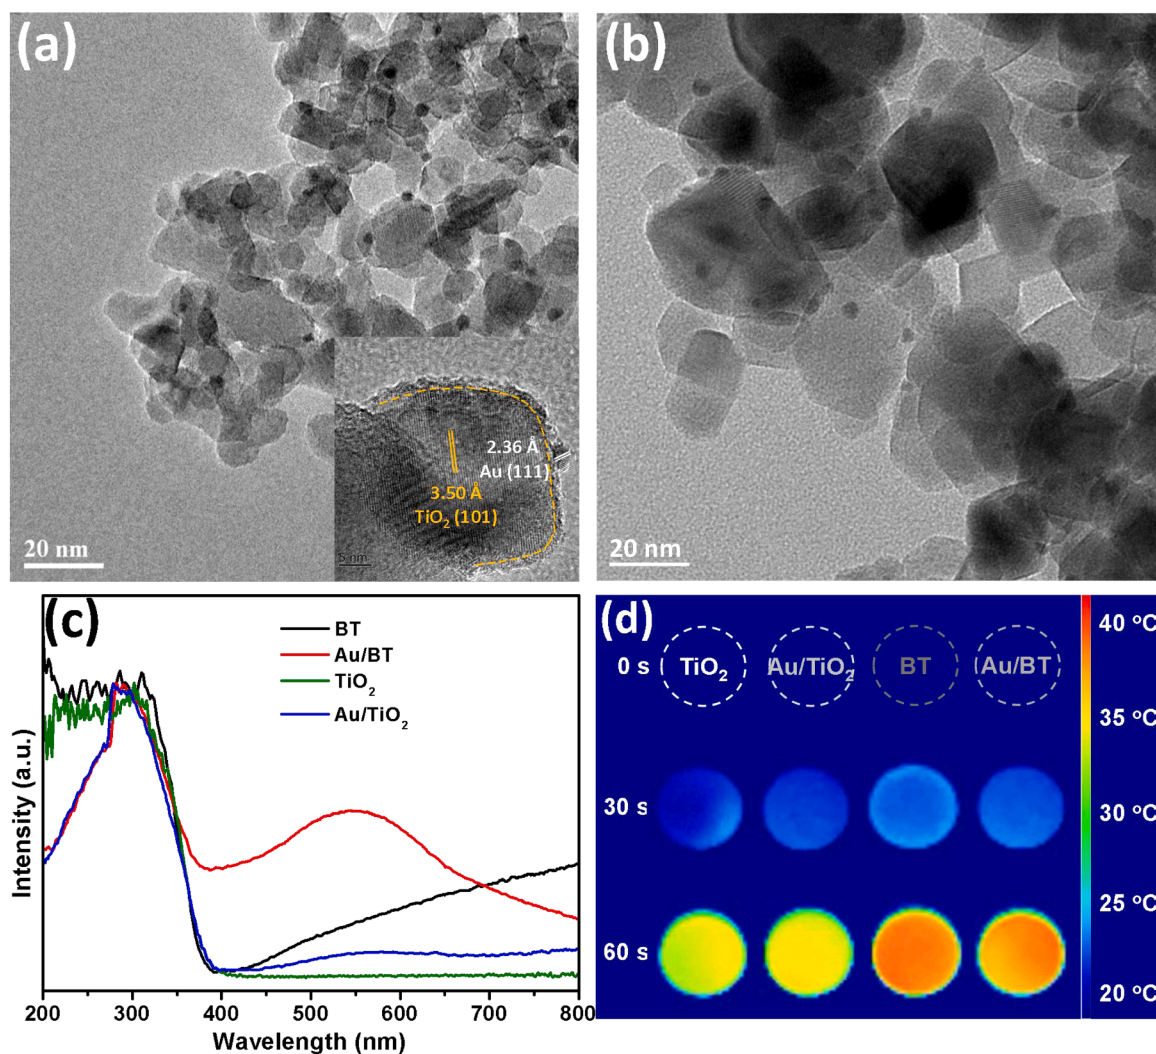 (a)
2.36 Å
Au (111)
3.50 Å
TiO₂ (101)
5 nm
20 nm
(b)
20 nm
(c)
BT
Au/BT
TiO₂
Au/TiO₂
Intensity (a.u.)
200 300 400 500 600 700 800
Wavelength (nm)
(d)
0 s TiO₂ Au/TiO₂ BT Au/BT
30 s
60 s
40 °C
35 °C
30 °C
25 °C
20 °C